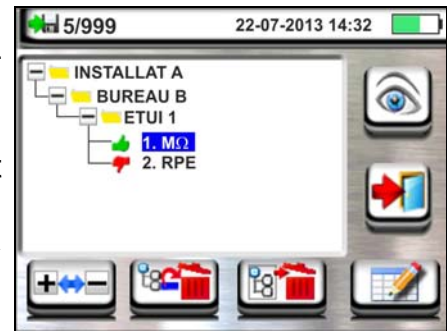 5/999 22-07-2013 14:32
INSTALLAT A
BUREAU B
ETUI 1
1. MΩ
2. RPE